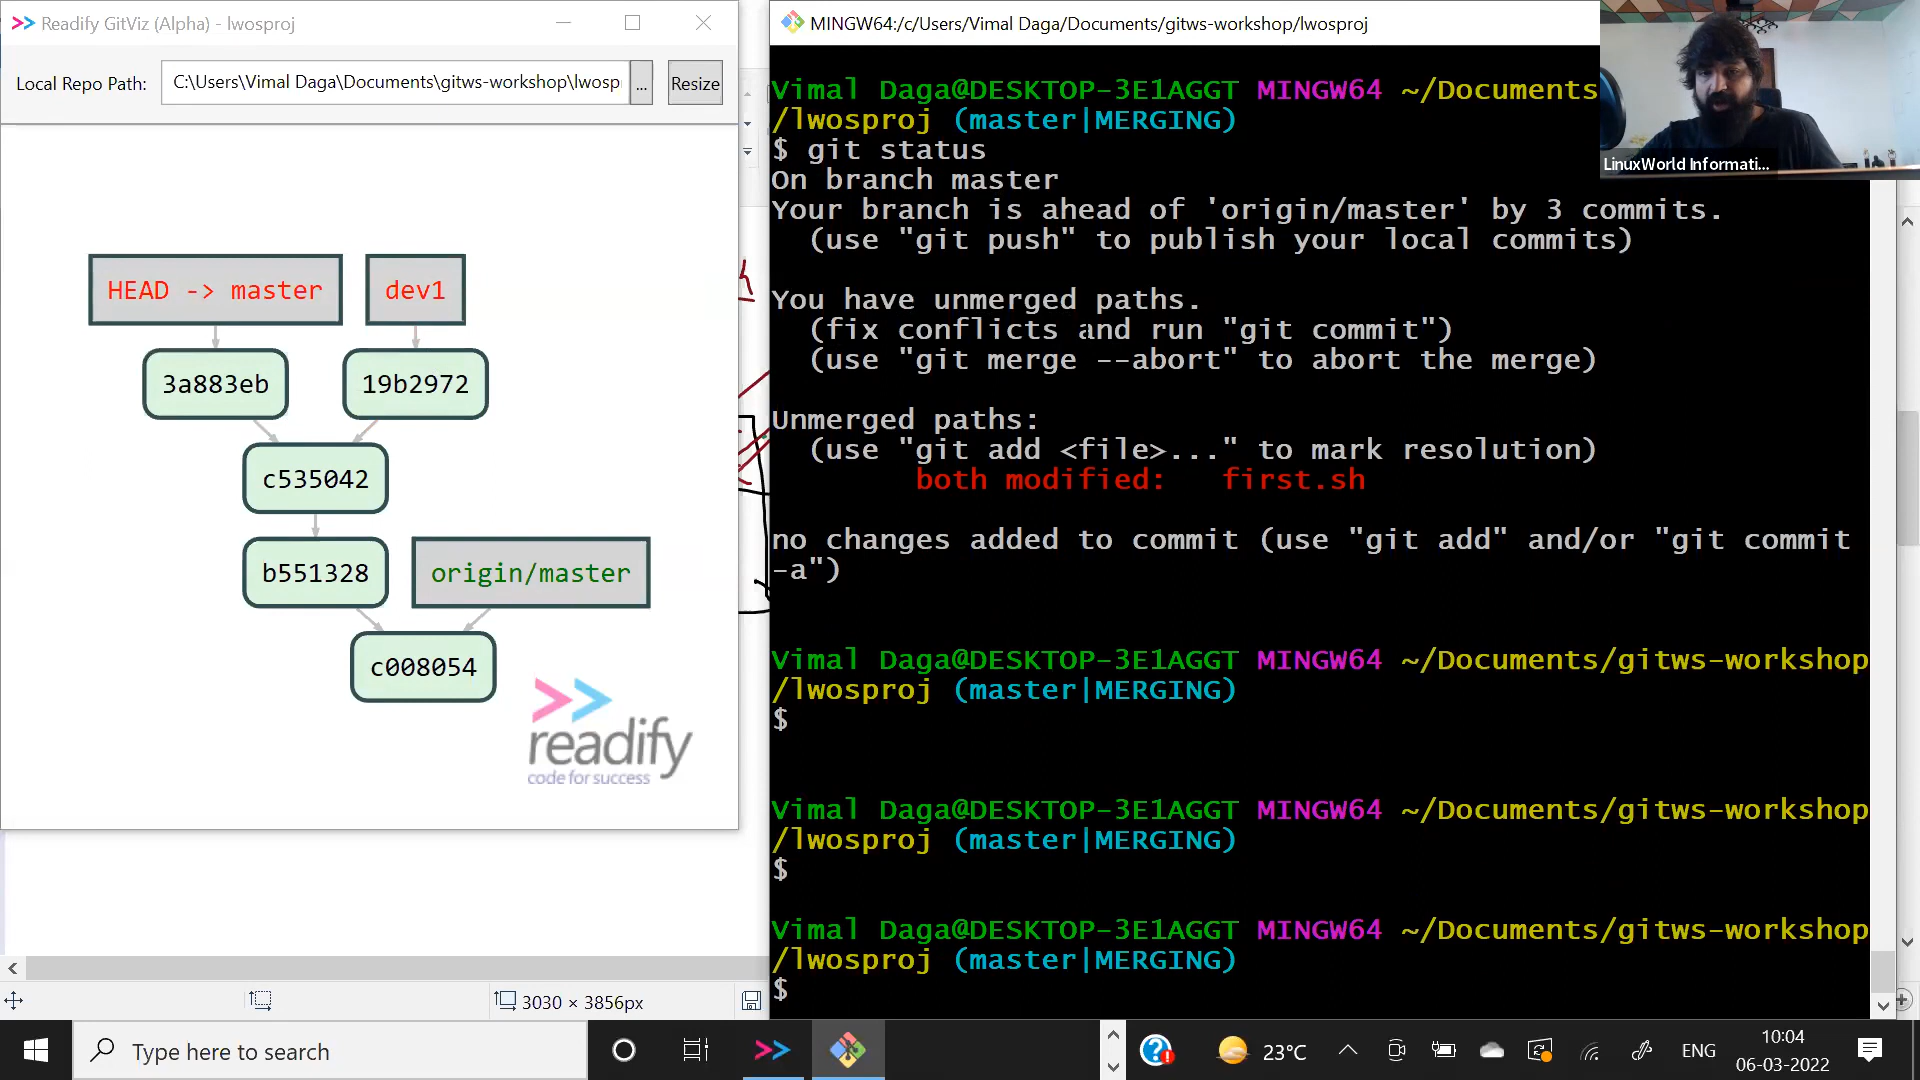 Readify GitViz (Alpha) - lwosproj
Local Repo Path:
C:\Users\Vimal Daga\Documents\gitws-workshop\lwosp
...
Resize
HEAD -> master
dev1
3a883eb
19b2972
c535042
b551328
origin/master
c008054
readify
code for success
3030 × 3856px
h
MINGW64:/c/Users/Vimal Daga/Documents/gitws-workshop/lwosproj
Vimal Daga@DESKTOP-3E1AGGT MINGW64 ~/Documents
/lwosproj (master|MERGING)
$ git status
On branch master
Your branch is ahead of 'origin/master' by 3 commits.
(use "git push" to publish your local commits)
You have unmerged paths.
(fix conflicts and run "git commit")
(use "git merge --abort" to abort the merge)
Unmerged paths:
(use "git add <file>..." to mark resolution)
both modified:   first.sh
no changes added to commit (use "git add" and/or "git commit
-a")
Vimal Daga@DESKTOP-3E1AGGT MINGW64 ~/Documents/gitws-workshop
/lwosproj (master|MERGING)
$
Vimal Daga@DESKTOP-3E1AGGT MINGW64 ~/Documents/gitws-workshop
/lwosproj (master|MERGING)
$
Vimal Daga@DESKTOP-3E1AGGT MINGW64 ~/Documents/gitws-workshop
/lwosproj (master|MERGING)
$
LinuxWorld Informati...
Type here to search
23°C
ENG
10:04
06-03-2022